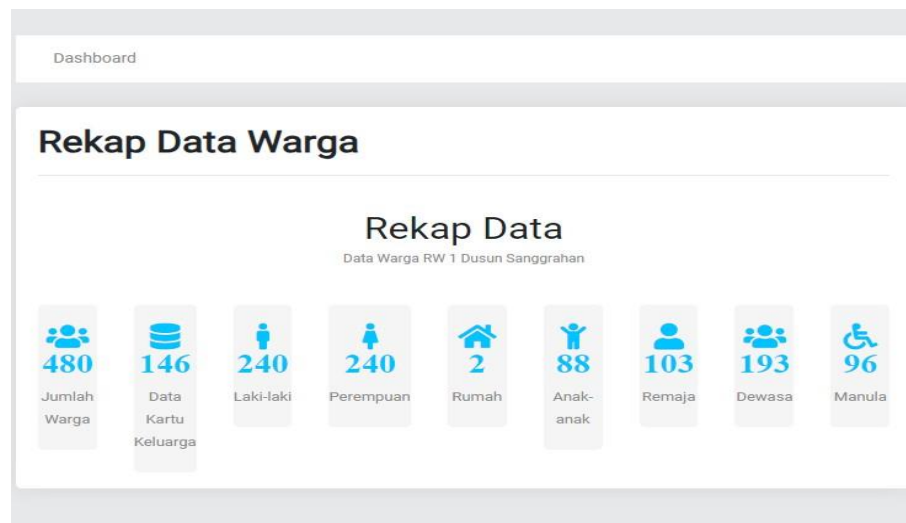 Dashboard
Rekap Data Warga
Rekap Data
Data Warga RW 1 Dusun Sanggrahan
480
Jumlah
Warga
146
Data
Kartu
Keluarga
240
Laki-laki
240
Perempuan
2
Rumah
88
Anak-
anak
103
Remaja
193
Dewasa
96
Manula